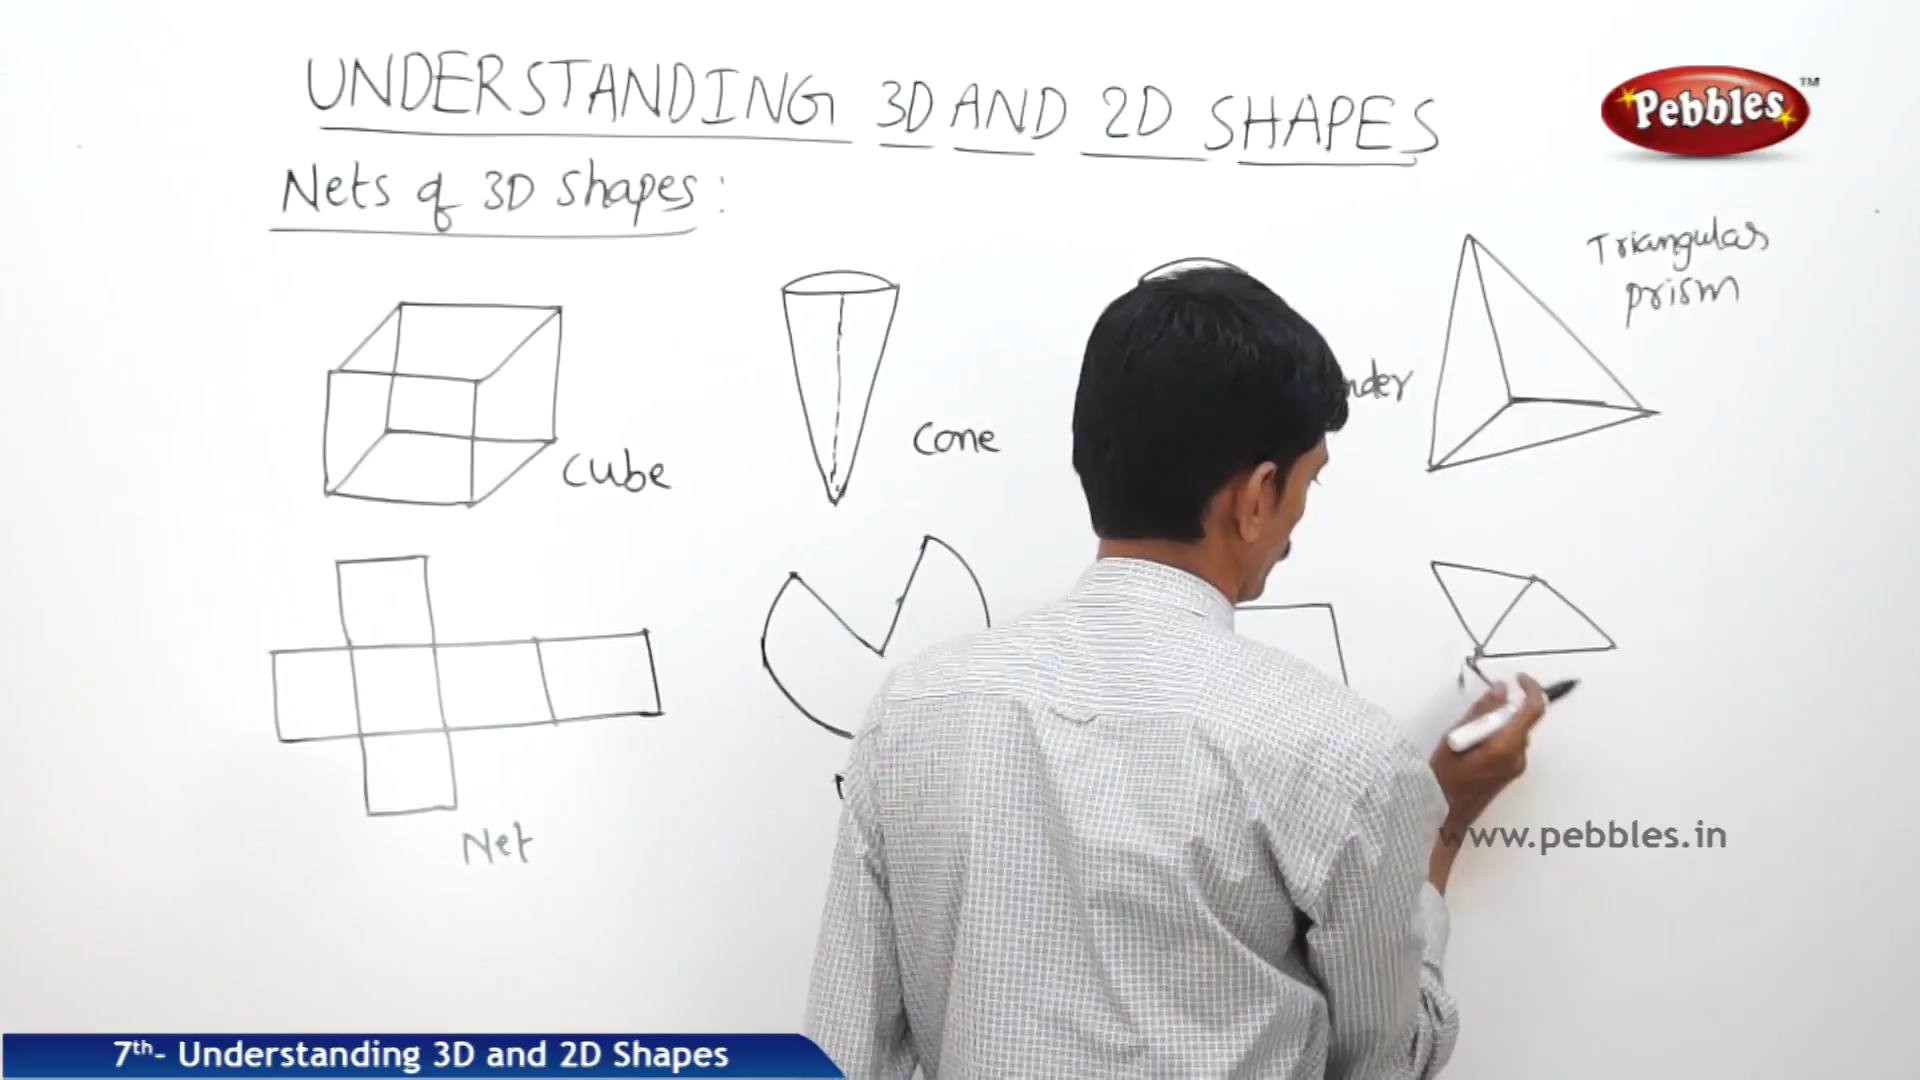 UNDERSTANDING 3D AND 2D SHAPES
Pebbles™
Nets of 3D shapes:
Triangular
prism
cube
cone
Net
www.pebbles.in
7th- Understanding 3D and 2D Shapes